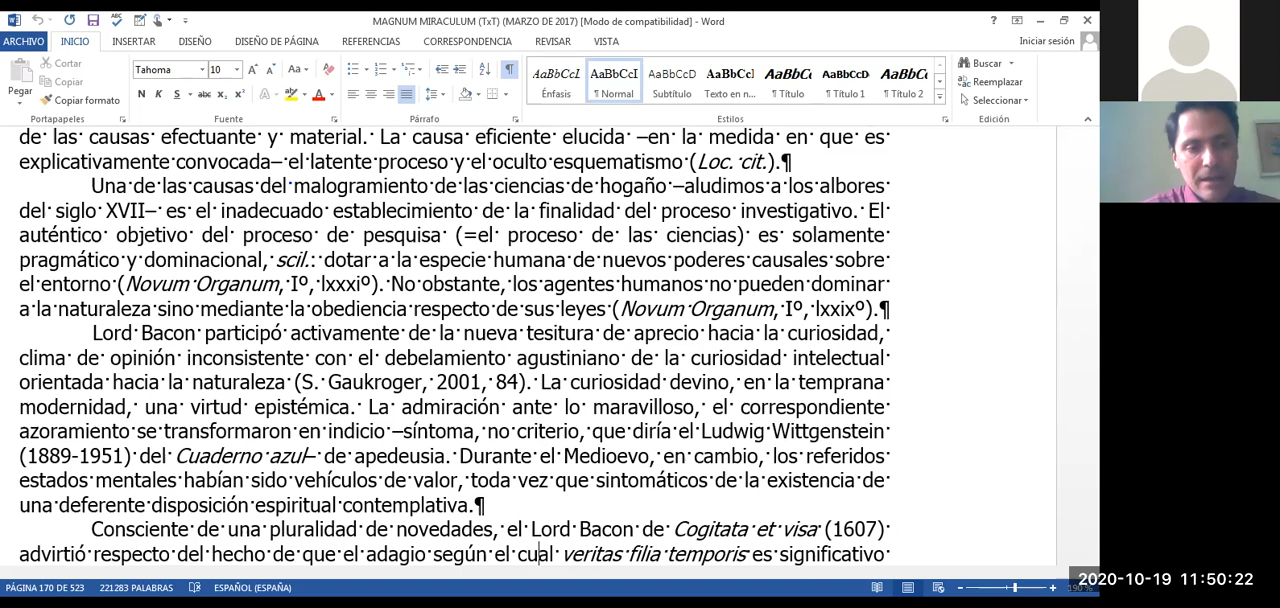 MAGNUM MIRACULUM (TxT) (MARZO DE 2017) [Modo de compatibilidad] - Word
ARCHIVO INICIO INSERTAR DISEÑO DISEÑO DE PÁGINA REFERENCIAS CORRESPONDENCIA REVISAR VISTA Iniciar sesión
Cortar
Copiar
Copiar formato
Pegar
Portapapeles
Tahoma 10
Fuente
Párrafo
AaBbCcI AaBbCcI AaBbCcD AaBbCcI AaBbC AaBbCcD AaBbCc
Énfasis ¶ Normal Subtítulo Texto en n... ¶ Título ¶ Título 1 ¶ Título 2
Estilos
Buscar
Reemplazar
Seleccionar
Edición
de las causas efectuante y material. La causa eficiente elucida –en la medida en que es
explicativamente convocada– el latente proceso y el oculto esquematismo (Loc. cit.).¶
Una de las causas del malogramiento de las ciencias de hogaño –aludimos a los albores
del siglo XVII– es el inadecuado establecimiento de la finalidad del proceso investigativo. El
auténtico objetivo del proceso de pesquisa (=el proceso de las ciencias) es solamente
pragmático y dominacional, scil.: dotar a la especie humana de nuevos poderes causales sobre
el entorno (Novum Organum, Iº, lxxxiº). No obstante, los agentes humanos no pueden dominar
a la naturaleza sino mediante la obediencia respecto de sus leyes (Novum Organum, Iº, lxxixº).¶
Lord Bacon participó activamente de la nueva tesitura de aprecio hacia la curiosidad,
clima de opinión inconsistente con el debelamiento agustiniano de la curiosidad intelectual
orientada hacia la naturaleza (S. Gaukroger, 2001, 84). La curiosidad devino, en la temprana
modernidad, una virtud epistémica. La admiración ante lo maravilloso, el correspondiente
azoramiento se transformaron en indicio –síntoma, no criterio, que diría el Ludwig Wittgenstein
(1889-1951) del Cuaderno azul– de apedeusia. Durante el Medioevo, en cambio, los referidos
estados mentales habían sido vehículos de valor, toda vez que sintomáticos de la existencia de
una deferente disposición espiritual contemplativa.¶
Consciente de una pluralidad de novedades, el Lord Bacon de Cogitata et visa (1607)
advirtió respecto del hecho de que el adagio según el cual veritas filia temporis es significativo
PÁGINA 170 DE 523 221283 PALABRAS ESPAÑOL (ESPAÑA) 190 %
2020-10-19 11:50:22